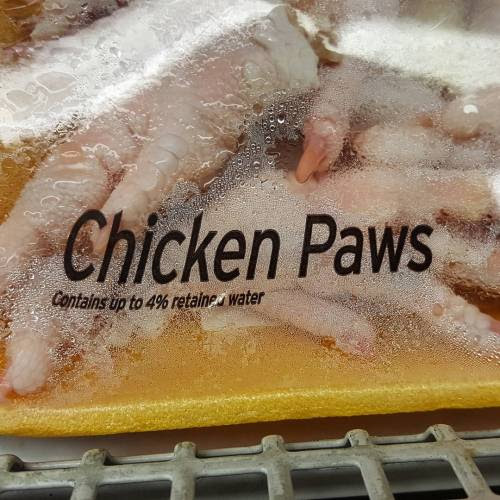 Chicken Paws
Contains up to 4% retained water